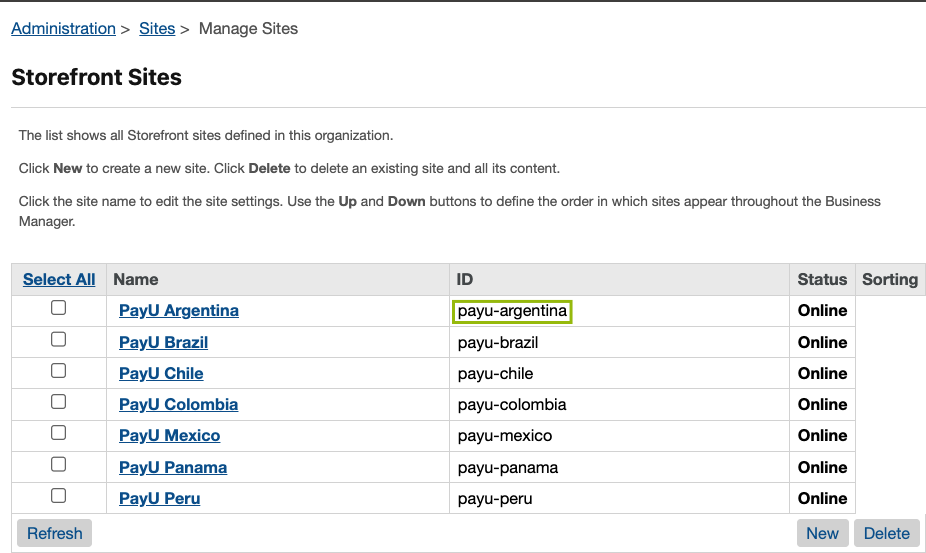 Administration > Sites > Manage Sites
Storefront Sites
The list shows all Storefront sites defined in this organization.
Click New to create a new site. Click Delete to delete an existing site and all its content.
Click the site name to edit the site settings. Use the Up and Down buttons to define the order in which sites appear throughout the Business
Manager.
Select All Name ID Status Sorting
PayU Argentina payu-argentina Online
PayU Brazil payu-brazil Online
PayU Chile payu-chile Online
PayU Colombia payu-colombia Online
PayU Mexico payu-mexico Online
PayU Panama payu-panama Online
PayU Peru payu-peru Online
Refresh New Delete